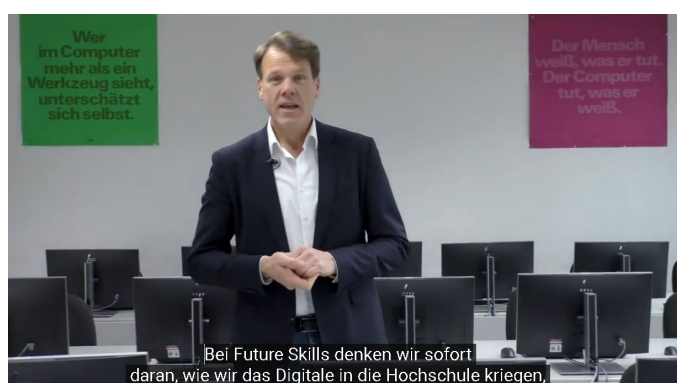 Wer
im Computer
mehr als ein
Werkzeug sieht,
unterschätzt
sich selbst.
Der Mensch
weiß, was er tut.
Der Computer
tut, was er
weiß.
Bei Future Skills denken wir sofort
daran, wie wir das Digitale in die Hochschule kriegen,